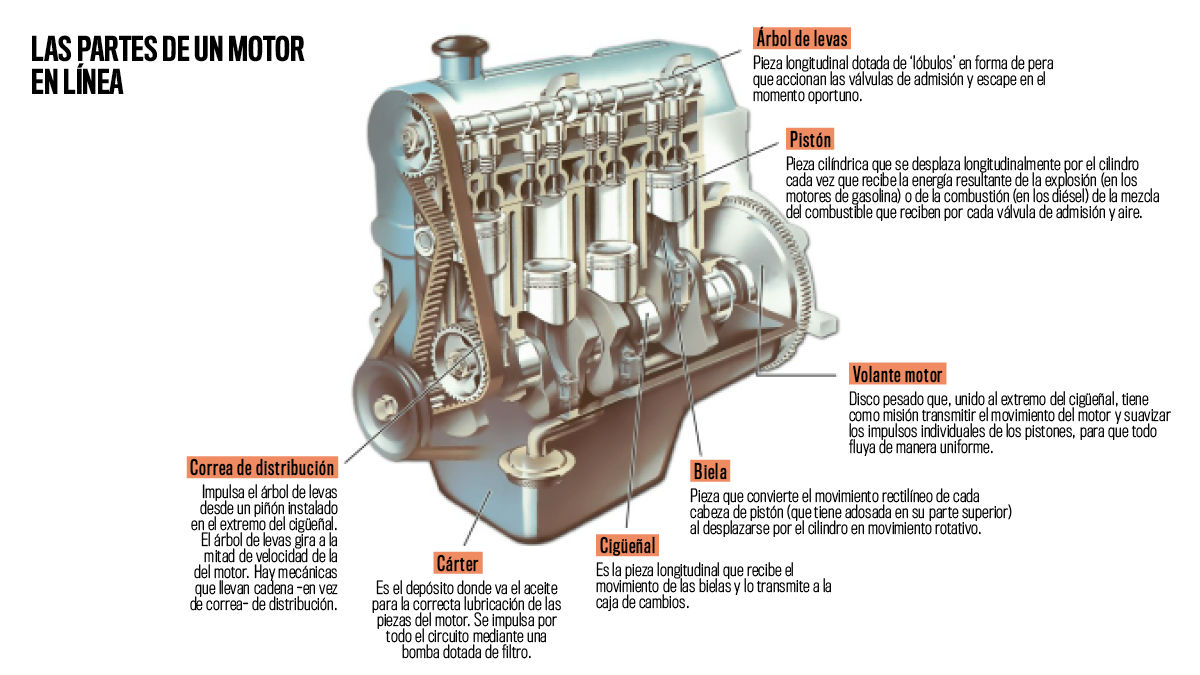 LAS PARTES DE UN MOTOR
EN LÍNEA
Árbol de levas
Pieza longitudinal dotada de ‘lóbulos’ en forma de pera
que accionan las válvulas de admisión y escape en el
momento oportuno.
Pistón
Pieza cilíndrica que se desplaza longitudinalmente por el cilindro
cada vez que recibe la energía resultante de la explosión (en los
motores de gasolina) o de la combustión (en los diésel) de la mezcla
del combustible que reciben por cada válvula de admisión y aire.
Volante motor
Disco pesado que, unido al extremo del cigüeñal, tiene
como misión transmitir el movimiento del motor y suavizar
los impulsos individuales de los pistones, para que todo
fluya de manera uniforme.
Correa de distribución
Impulsa el árbol de levas
desde un piñón instalado
en el extremo del cigüeñal.
El árbol de levas gira a la
mitad de velocidad de la
del motor. Hay mecánicas
que llevan cadena -en vez
de correa- de distribución.
Biela
Pieza que convierte el movimiento rectilíneo de cada
cabeza de pistón (que tiene adosada en su parte superior)
al desplazarse por el cilindro en movimiento rotativo.
Cigüeñal
Es la pieza longitudinal que recibe el
movimiento de las bielas y lo transmite a la
caja de cambios.
Cárter
Es el depósito donde va el aceite
para la correcta lubricación de las
piezas del motor. Se impulsa por
todo el circuito mediante una
bomba dotada de filtro.